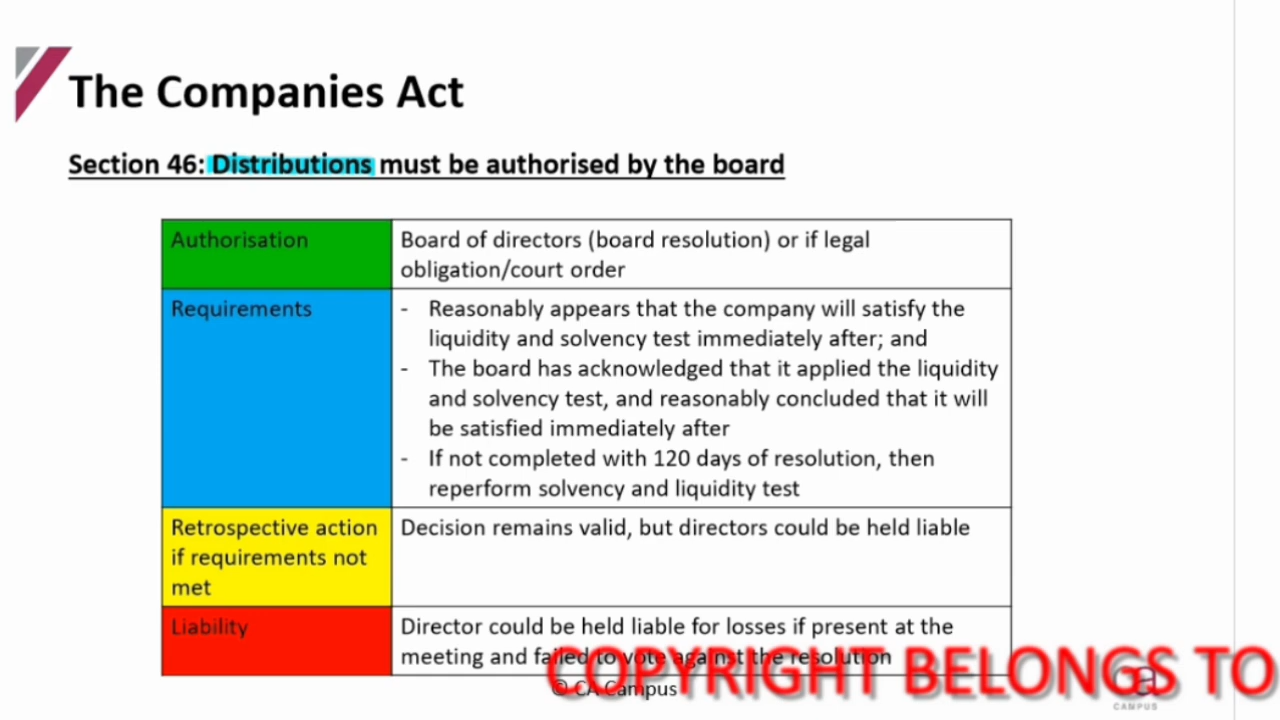 The Companies Act
Section 46: Distributions must be authorised by the board
Authorisation
Board of directors (board resolution) or if legal
obligation/court order
Requirements
- Reasonably appears that the company will satisfy the
liquidity and solvency test immediately after; and
- The board has acknowledged that it applied the liquidity
and solvency test, and reasonably concluded that it will
be satisfied immediately after
- If not completed with 120 days of resolution, then
reperform solvency and liquidity test
Retrospective action
if requirements not
met
Decision remains valid, but directors could be held liable
Liability
Director could be held liable for losses if present at the
meeting and failed to vote against the resolution
COPYRIGHT BELONGS TO
© CA Campus
CAMPUS